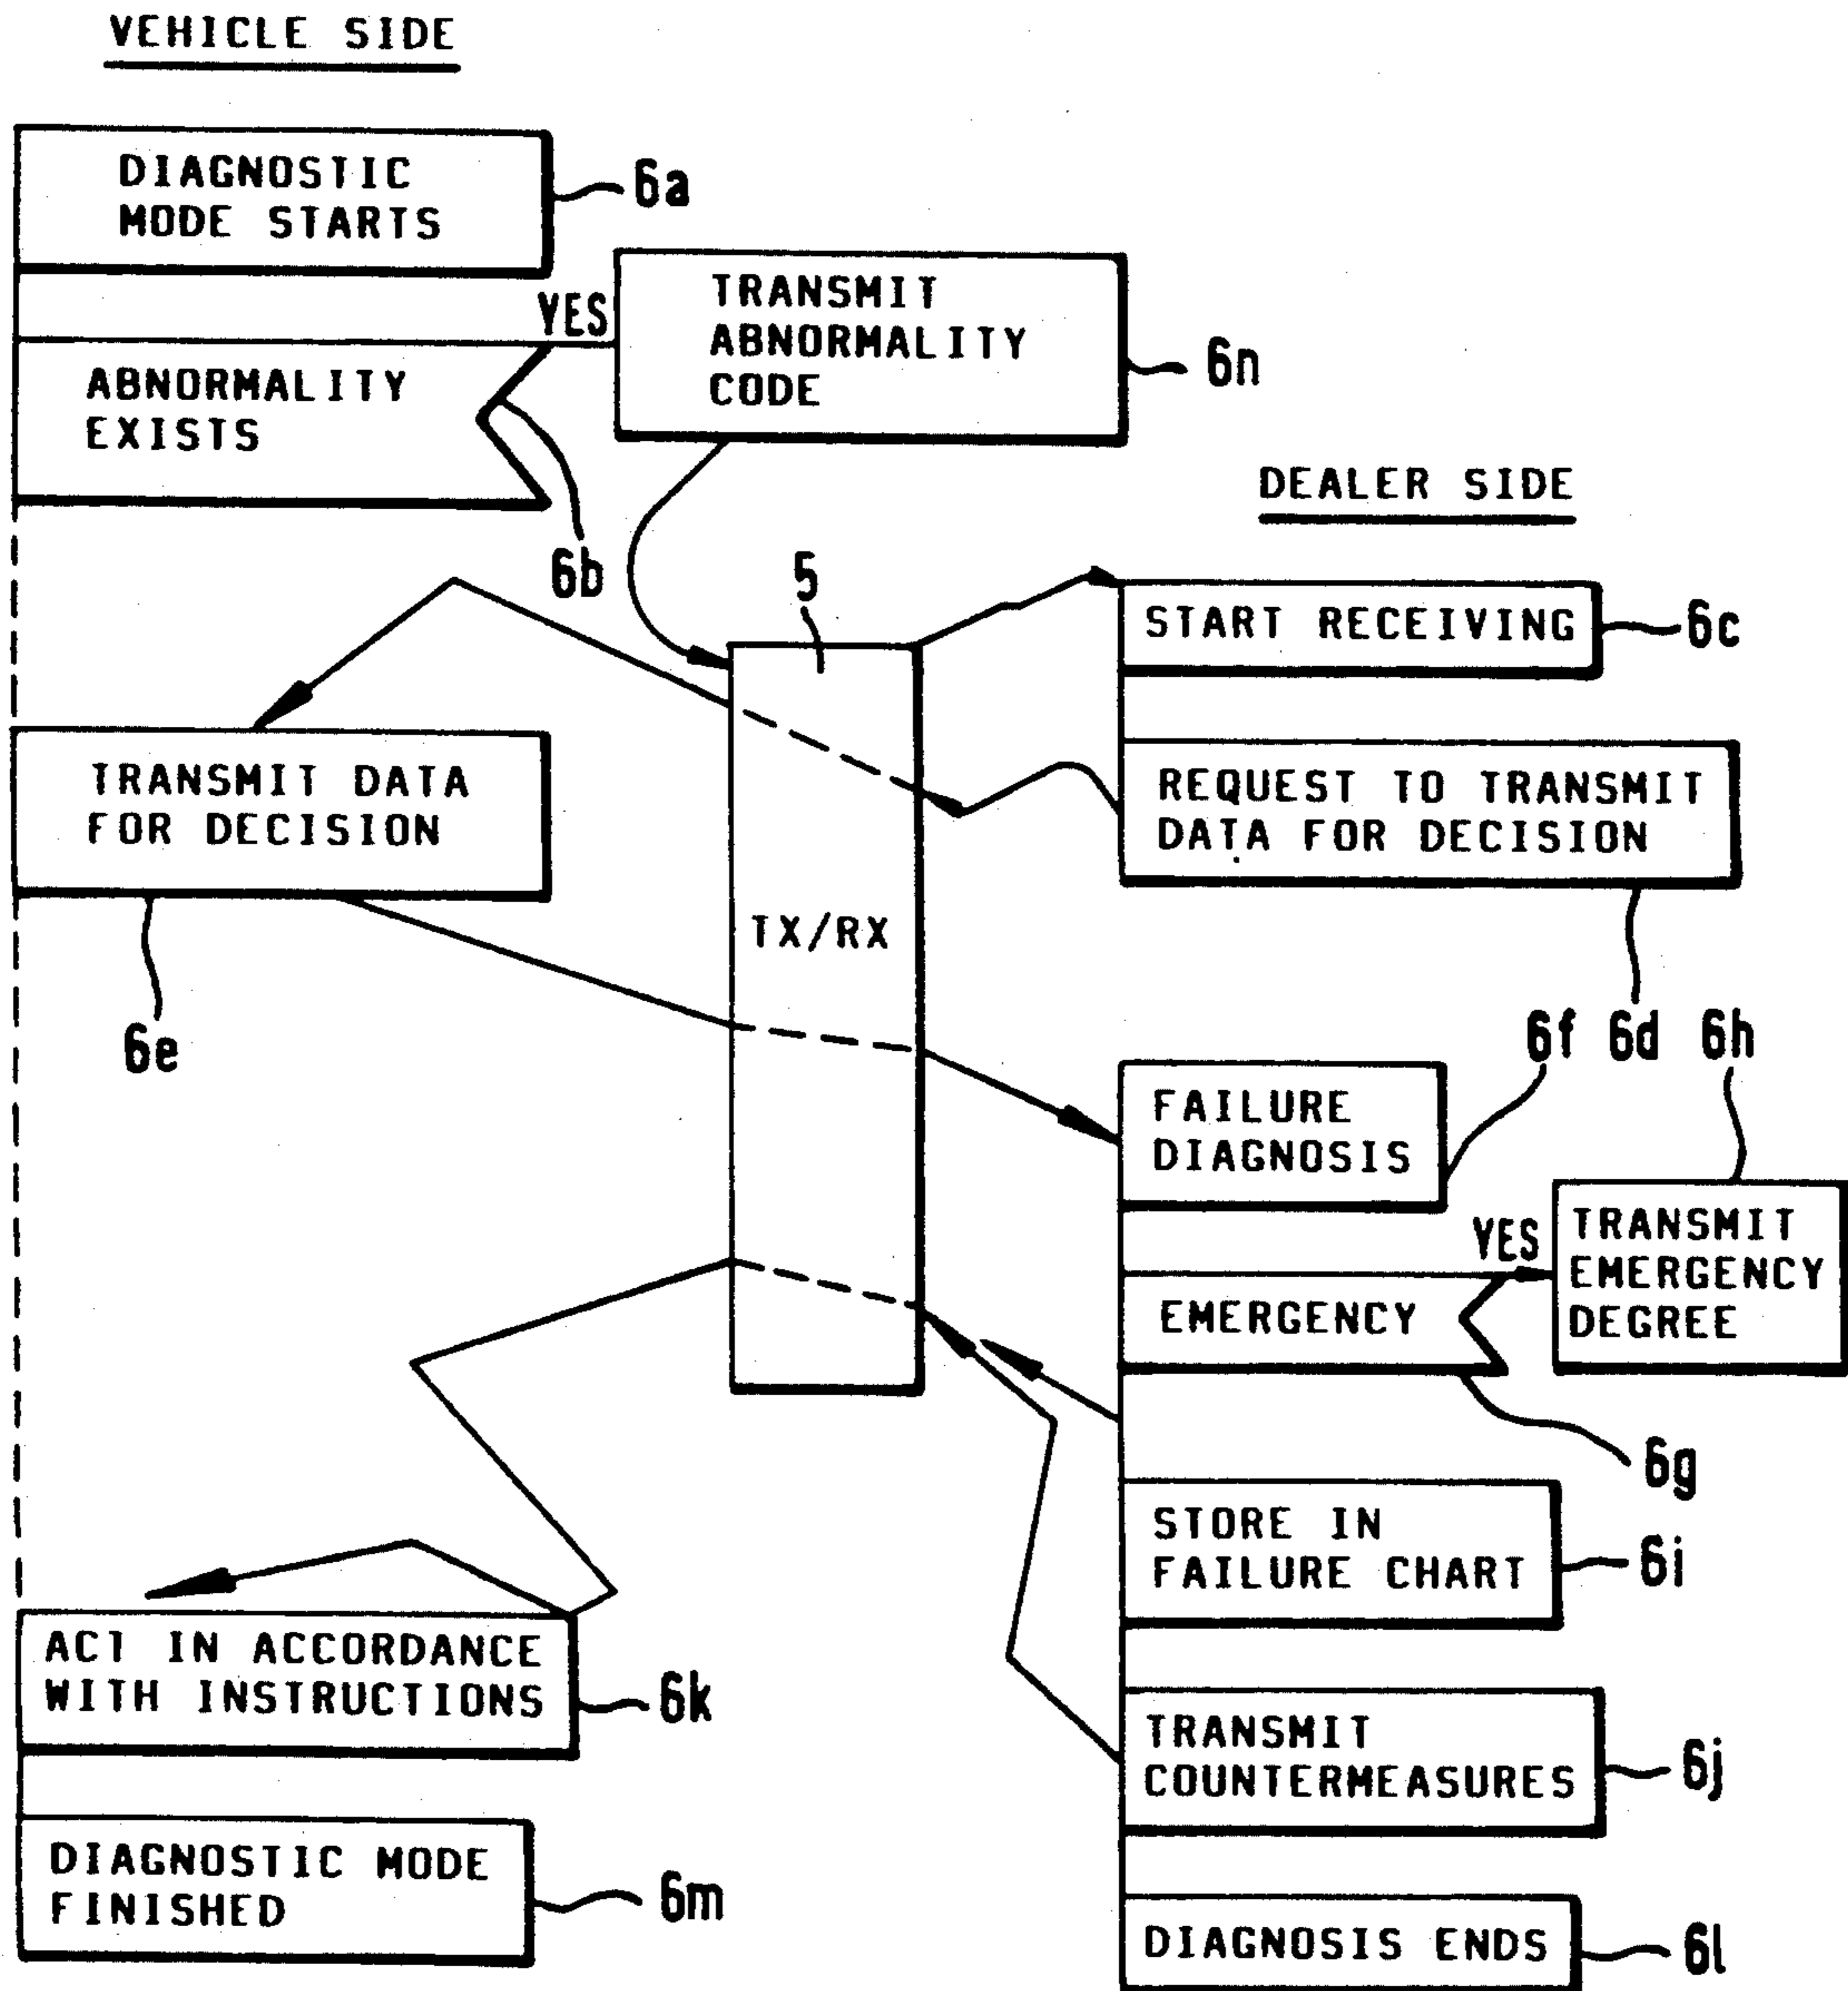 VEHICLE SIDE
DIAGNOSTIC
MODE STARTS
6a
YES
TRANSMIT
ABNORMALITY
CODE
6n
ABNORMALITY
EXISTS
6b
DEALER SIDE
5
START RECEIVING
6c
TRANSMIT DATA
FOR DECISION
6e
REQUEST TO TRANSMIT
DATA FOR DECISION
6d
TX/RX
FAILURE
DIAGNOSIS
6f
6h
YES
TRANSMIT
EMERGENCY
DEGREE
EMERGENCY
6g
STORE IN
FAILURE CHART
6i
ACT IN ACCORDANCE
WITH INSTRUCTIONS
6k
TRANSMIT
COUNTERMEASURES
6j
DIAGNOSTIC MODE
FINISHED
6m
DIAGNOSIS ENDS
6l